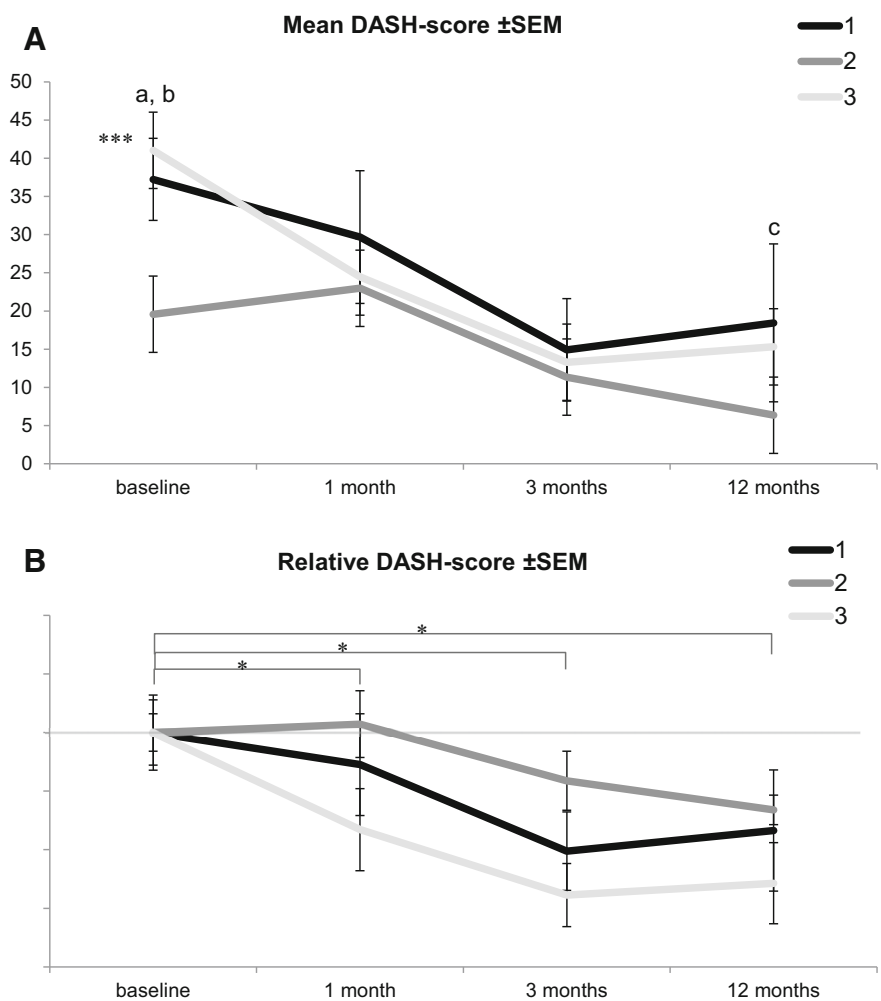 A
Mean DASH-score ±SEM
1
2
3
50
45
40
35
30
25
20
15
10
5
0
a, b
***
c
baseline 1 month 3 months 12 months
B
Relative DASH-score ±SEM
1
2
3
*
*
*
baseline 1 month 3 months 12 months